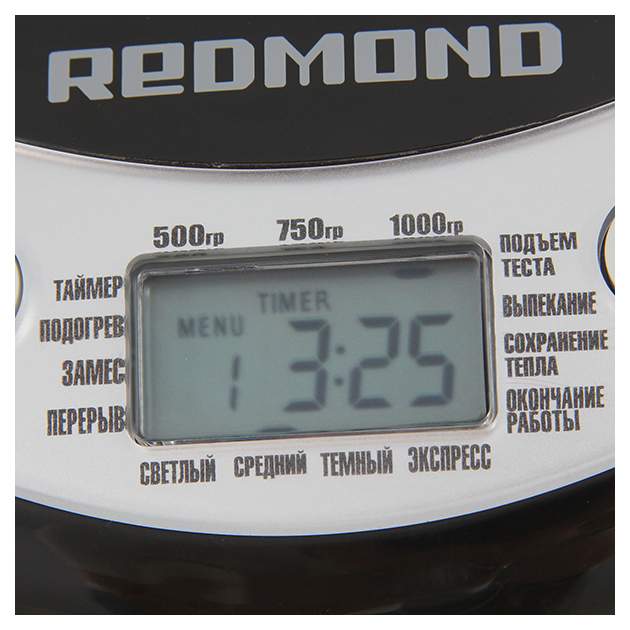 REDMOND
500гр 750гр 1000гр
ТАЙМЕР
ПОДОГРЕВ
ЗАМЕС
ПЕРЕРЫВ
TIMER
MENU
1 3:25
ПОДЪЕМ
ТЕСТА
ВЫПЕКАНИЕ
СОХРАНЕНИЕ
ТЕПЛА
ОКОНЧАНИЕ
РАБОТЫ
СВЕТЛЫЙ СРЕДНИЙ ТЕМНЫЙ ЭКСПРЕСС